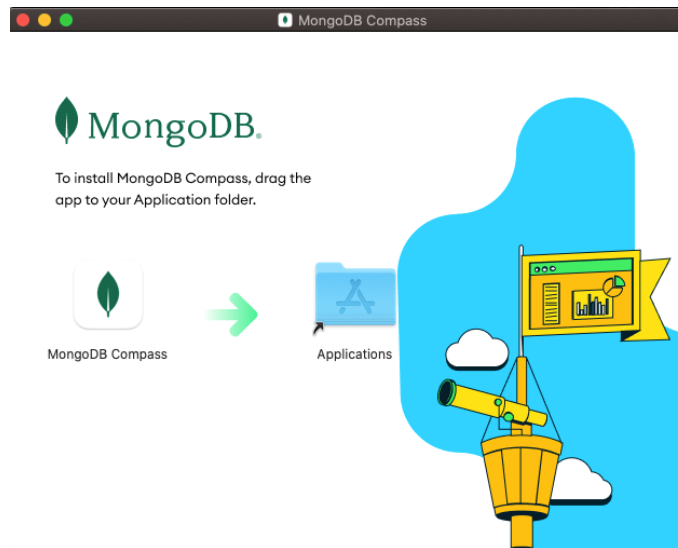 MongoDB Compass
MongoDB®
To install MongoDB Compass, drag the
app to your Application folder.
MongoDB Compass
Applications